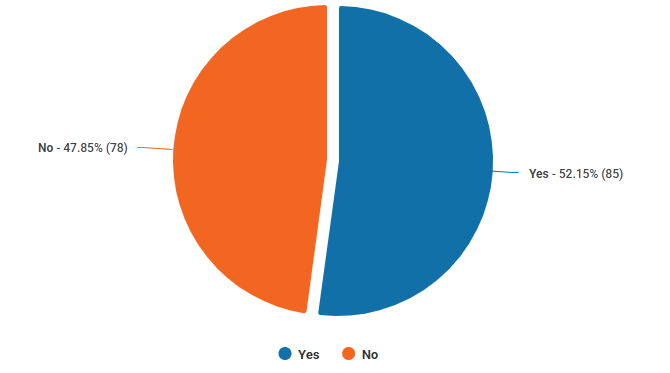 No - 47.85% (78)
Yes - 52.15% (85)
Yes
No